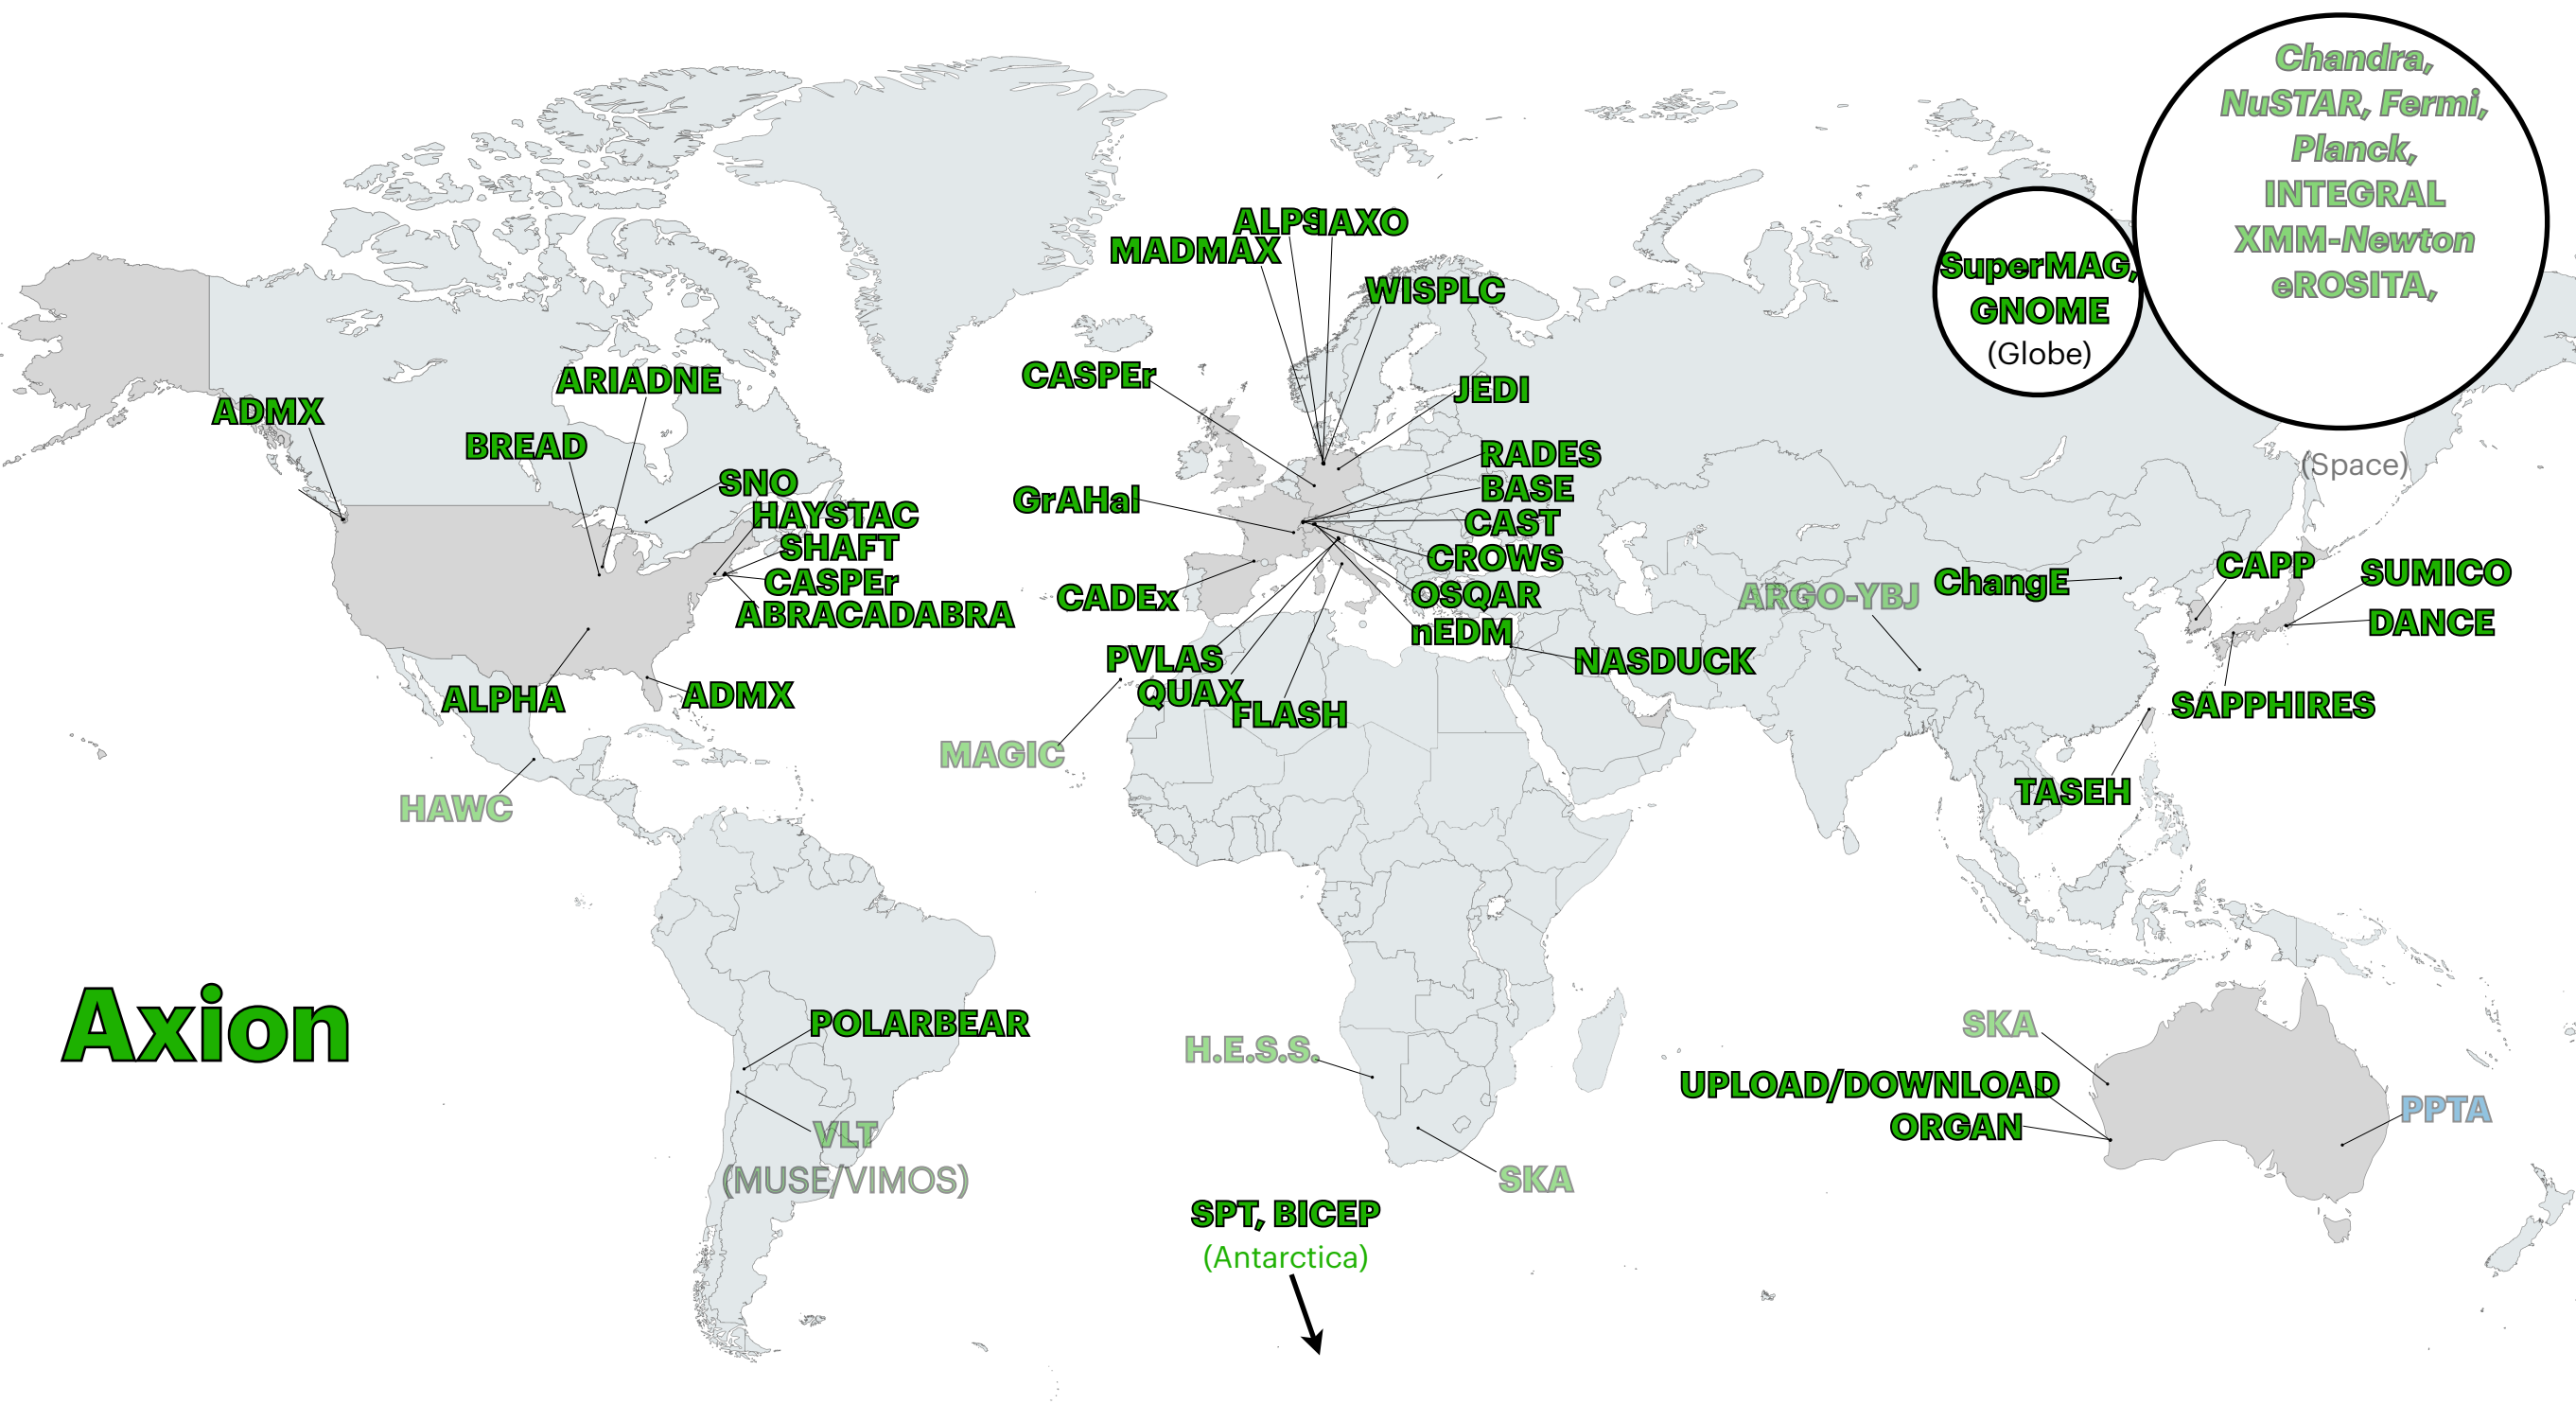 Chandra,
NuSTAR, Fermi,
Planck,
INTEGRAL
XMM-Newton
eROSITA,
(Space)
SuperMAG,
GNOME
(Globe)
ALPS
IAXO
MADMAX
WISPLC
CASPEr
JEDI
ARIADNE
ADMX
BREAD
SNO
HAYSTAC
SHAFT
CASPEr
ABRACADABRA
ALPHA
ADMX
HAWC
RADES
BASE
GrAHal
CAST
CROWS
CADEx
OSQAR
nEDM
NASDUCK
PVLAS
QUAX
FLASH
MAGIC
ARGO-YBJ
ChangE
CAPP
SUMICO
DANCE
SAPPHIRES
TASEH
Axion
POLARBEAR
VLT
(MUSE/VIMOS)
H.E.S.S.
SKA
SPT, BICEP
(Antarctica)
SKA
UPLOAD/DOWNLOAD
ORGAN
PPTA